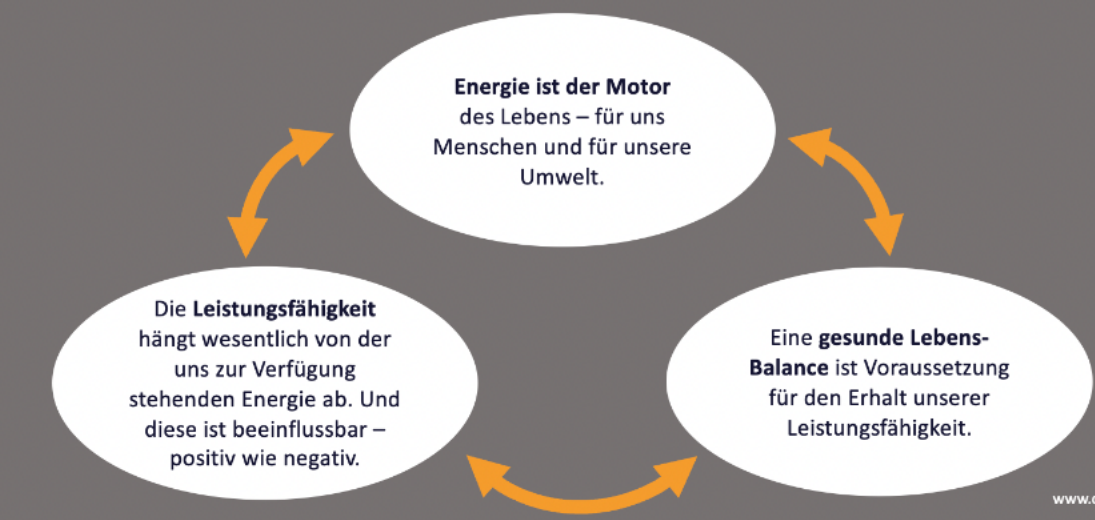 Energie ist der Motor
des Lebens – für uns
Menschen und für unsere
Umwelt.
Die Leistungsfähigkeit
hängt wesentlich von der
uns zur Verfügung
stehenden Energie ab. Und
diese ist beeinflussbar –
positiv wie negativ.
Eine gesunde Lebens-
Balance ist Voraussetzung
für den Erhalt unserer
Leistungsfähigkeit.